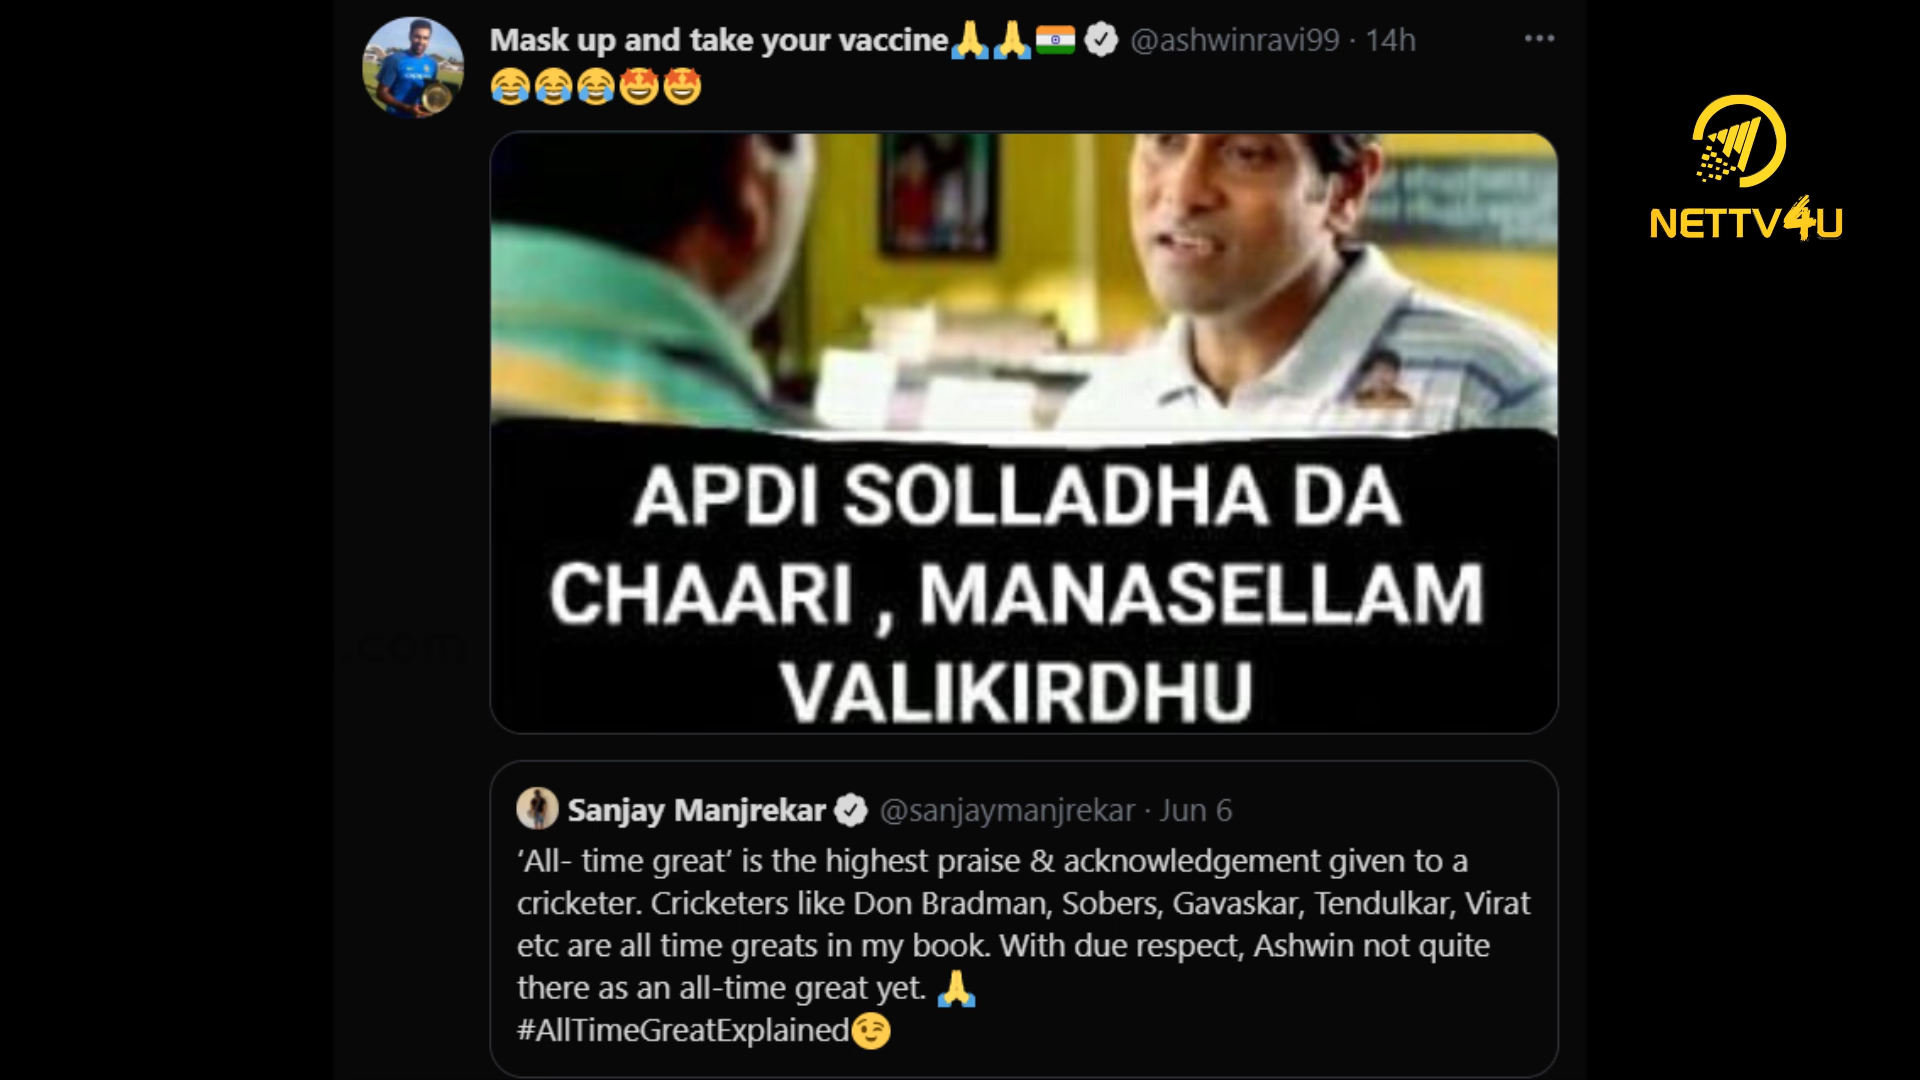 Mask up and take your vaccine🙏🙏🇮🇳 @ashwinravi99 · 14h
😂😂😂🤩🤩
NETTV4U
APDI SOLLADHA DA
CHAARI , MANASELLAM
VALIKIRDHU
.com
Sanjay Manjrekar @sanjaymanjrekar · Jun 6
‘All- time great’ is the highest praise & acknowledgement given to a
cricketer. Cricketers like Don Bradman, Sobers, Gavaskar, Tendulkar, Virat
etc are all time greats in my book. With due respect, Ashwin not quite
there as an all-time great yet. 🙏
#AllTimeGreatExplained😉